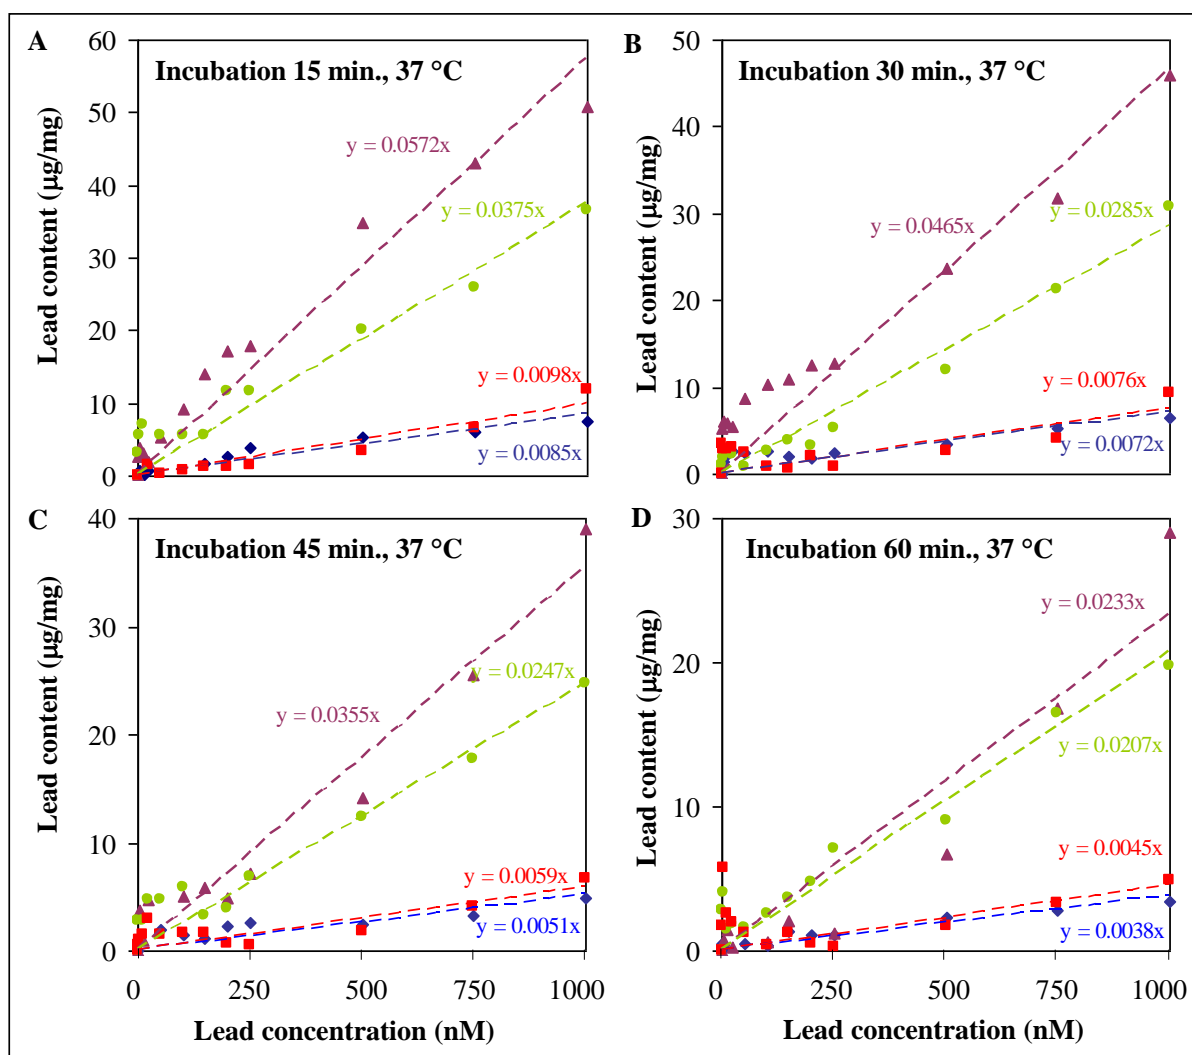 A
Incubation 15 min., 37 °C
Lead content (µg/mg)
60
50
40
30
20
10
0
y = 0.0572x
y = 0.0375x
y = 0.0098x
y = 0.0085x
B
Incubation 30 min., 37 °C
Lead content (µg/mg)
50
40
30
20
10
0
y = 0.0465x
y = 0.0285x
y = 0.0076x
y = 0.0072x
C
Incubation 45 min., 37 °C
Lead content (µg/mg)
40
30
20
10
0
y = 0.0355x
y = 0.0247x
y = 0.0059x
y = 0.0051x
0 250 500 750 1000
Lead concentration (nM)
D
Incubation 60 min., 37 °C
Lead content (µg/mg)
30
20
10
0
y = 0.0233x
y = 0.0207x
y = 0.0045x
y = 0.0038x
0 250 500 750 1000
Lead concentration (nM)